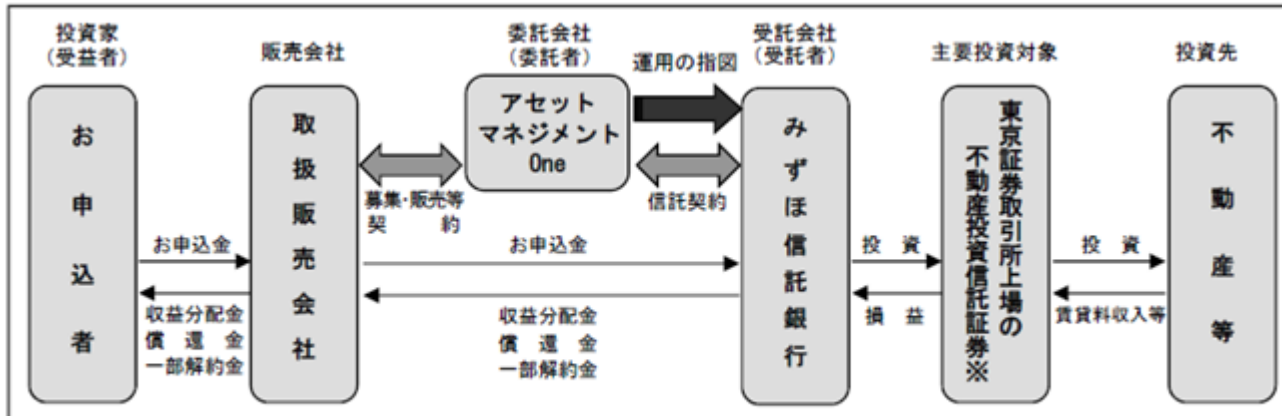 投資家
（受益者）
販売会社
委託会社
（委託者）
運用の指図
受託会社
（受託者）
主要投資対象
投資先
お申込者
取扱販売会社
アセット
マネジメント
One
みずほ信託銀行
東京証券取引所上場の
不動産投資信託証券※
不動産等
募集･販売等
契　　約
信託契約
お申込金
お申込金
投　資
投　資
収益分配金
償　還　金
一部解約金
収益分配金
償　還　金
一部解約金
損　益
賃貸料収入等